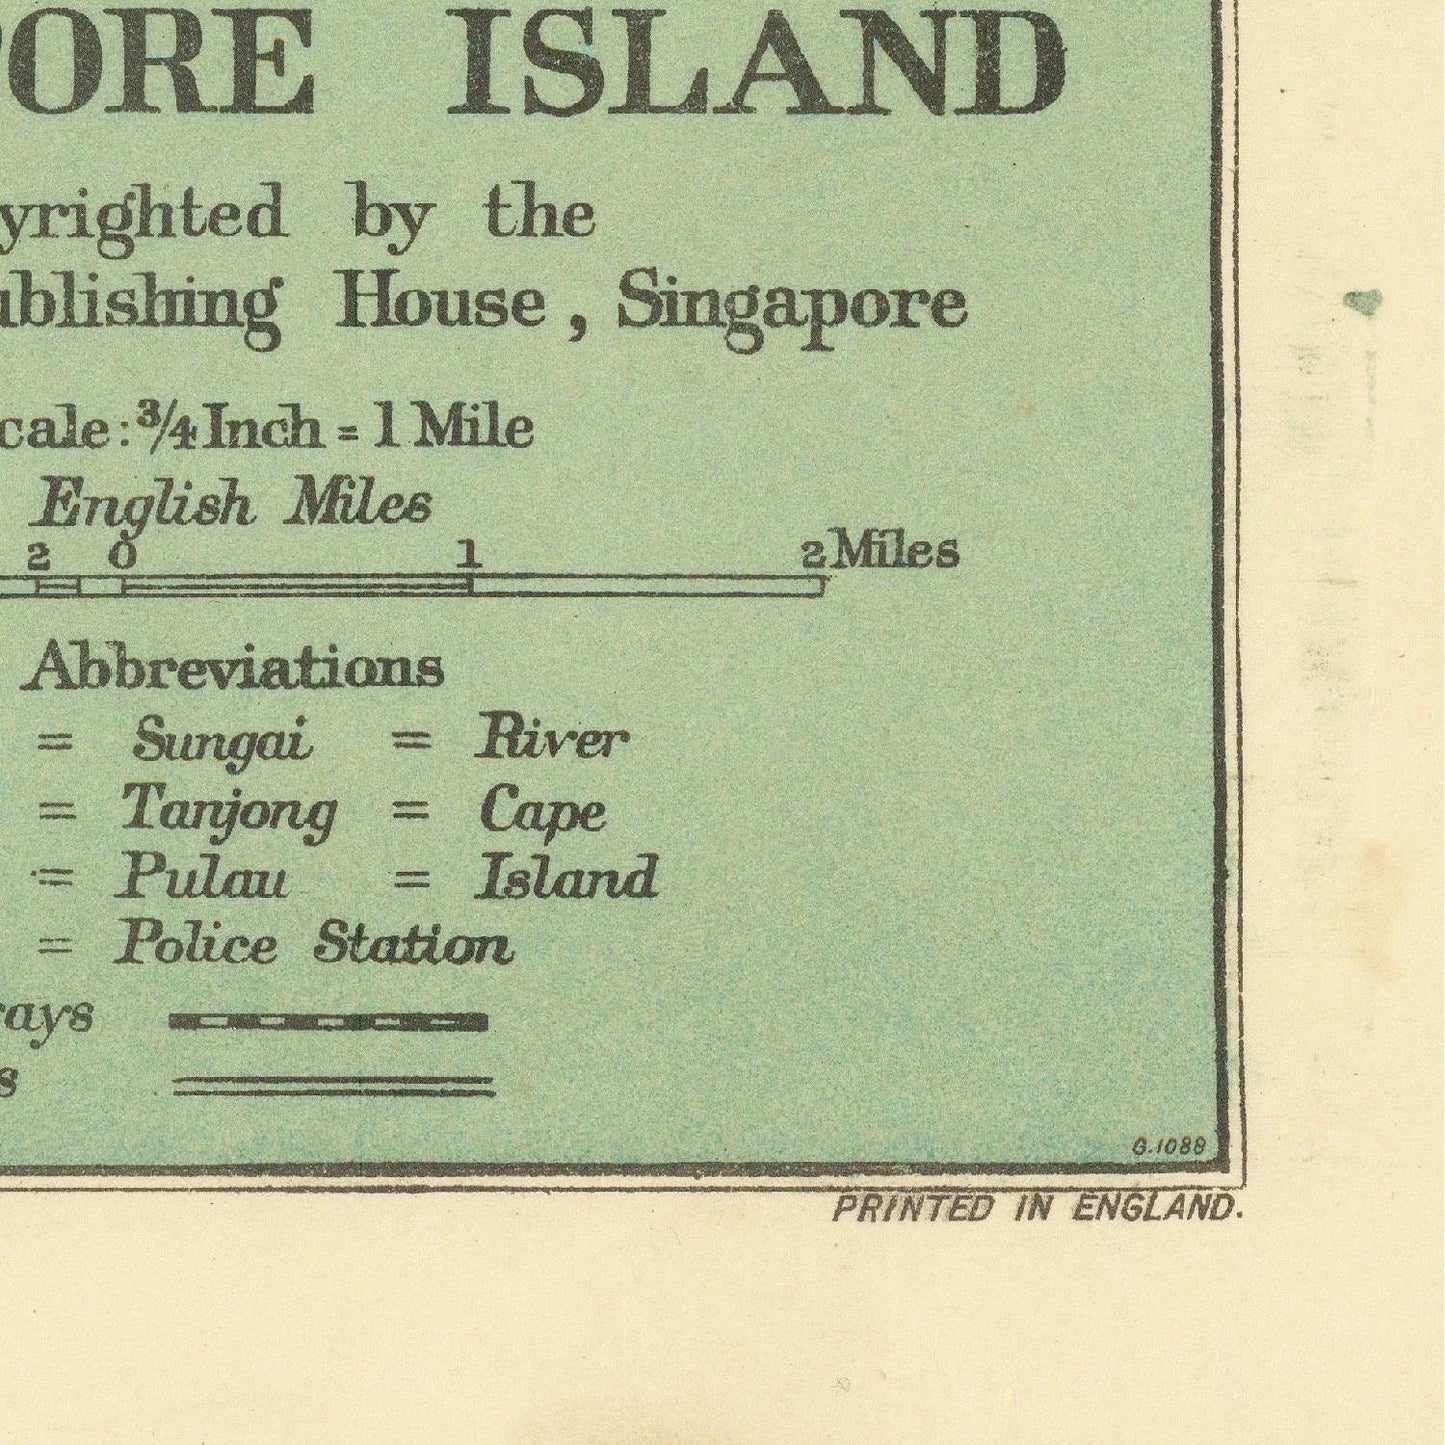 PORE ISLAND
yrighted by the
ublishing House, Singapore
cale: ¾ Inch = 1 Mile
English Miles
2 0 1 2 Miles
Abbreviations
= Sungai = River
= Tanjong = Cape
= Pulau = Island
= Police Station
ays
s
G.1088
PRINTED IN ENGLAND.